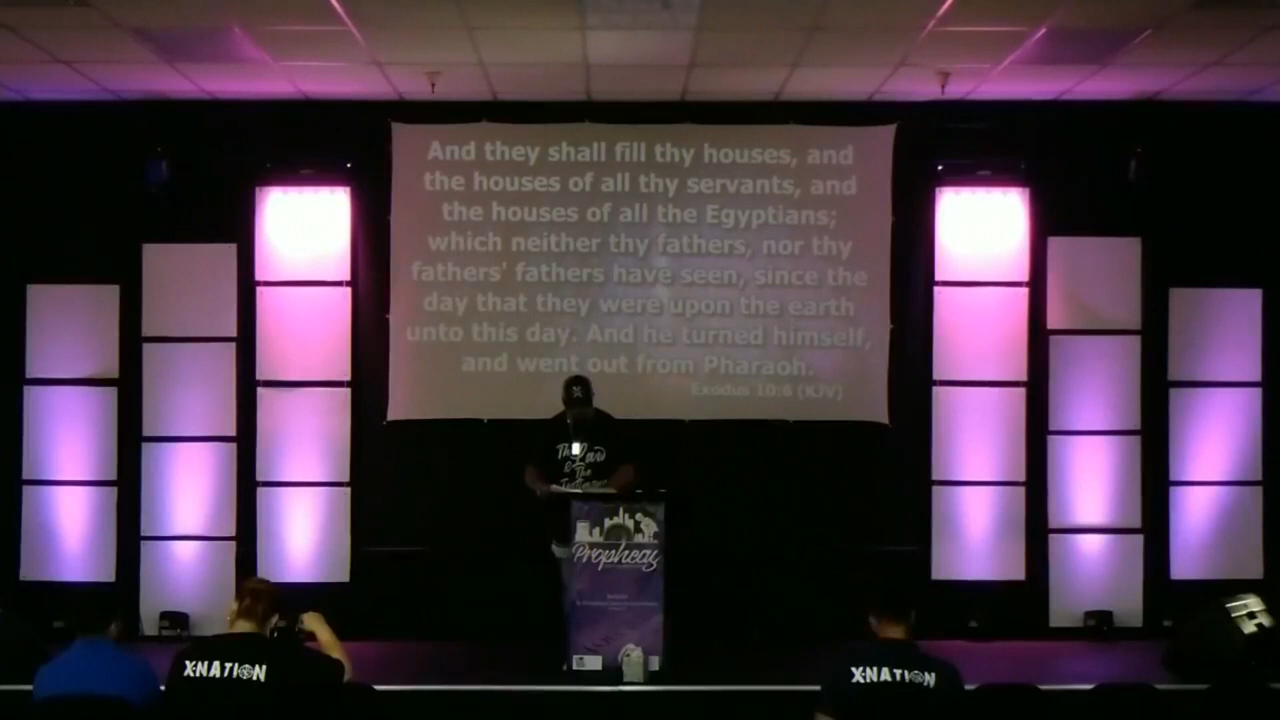 And they shall fill thy houses, and
the houses of all thy servants, and
the houses of all the Egyptians;
which neither thy fathers, nor thy
fathers' fathers have seen, since the
day that they were upon the earth
unto this day. And he turned himself,
and went out from Pharaoh.
Exodus 10:6 (KJV)
X
The Law
& The
Prophecy
X-NATION
X-NATION